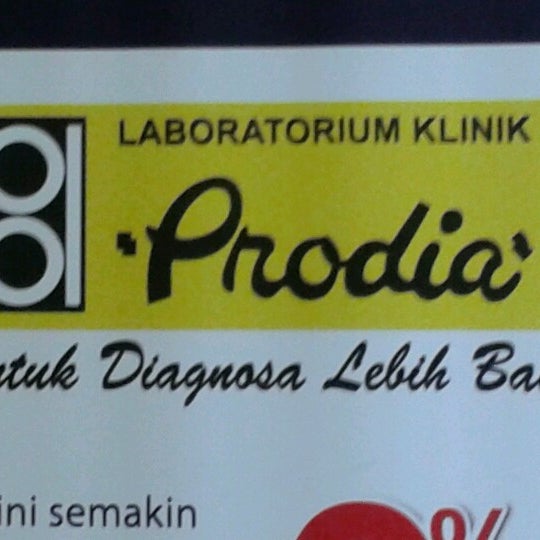 LABORATORIUM KLINIK
"Prodia"
Diagnosa Lebih
ini semakin
%